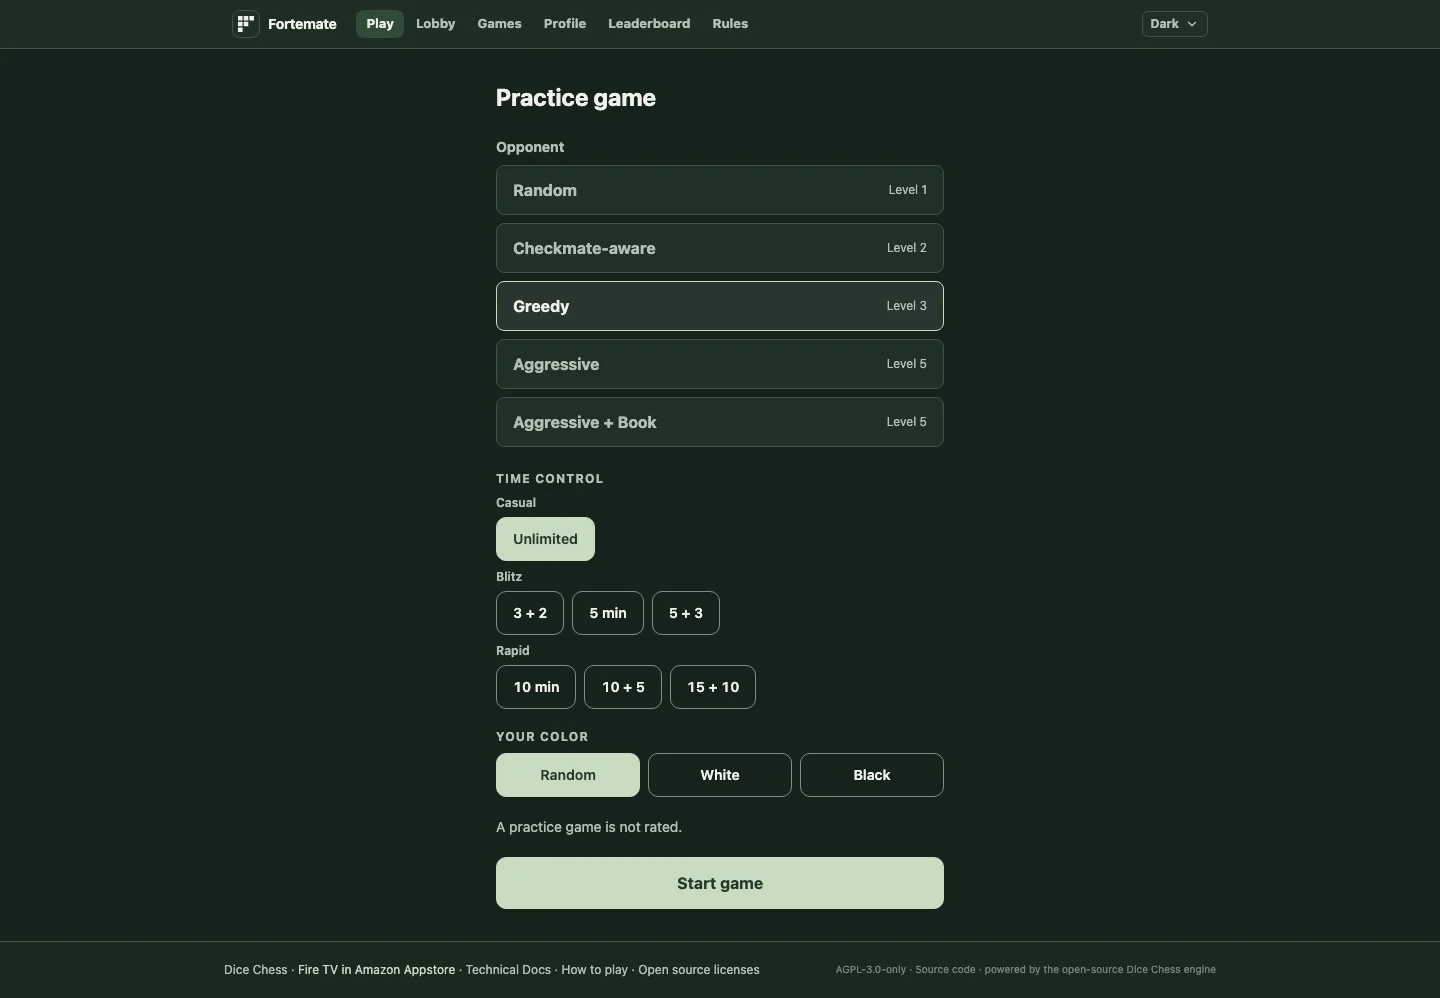 Fortemate Play Lobby Games Profile Leaderboard Rules Dark
Practice game
Opponent
Random Level 1
Checkmate-aware Level 2
Greedy Level 3
Aggressive Level 5
Aggressive + Book Level 5
TIME CONTROL
Casual
Unlimited
Blitz
3 + 2 5 min 5 + 3
Rapid
10 min 10 + 5 15 + 10
YOUR COLOR
Random White Black
A practice game is not rated.
Start game
Dice Chess · Fire TV in Amazon Appstore · Technical Docs · How to play · Open source licenses AGPL-3.0-only · Source code · powered by the open-source Dice Chess engine